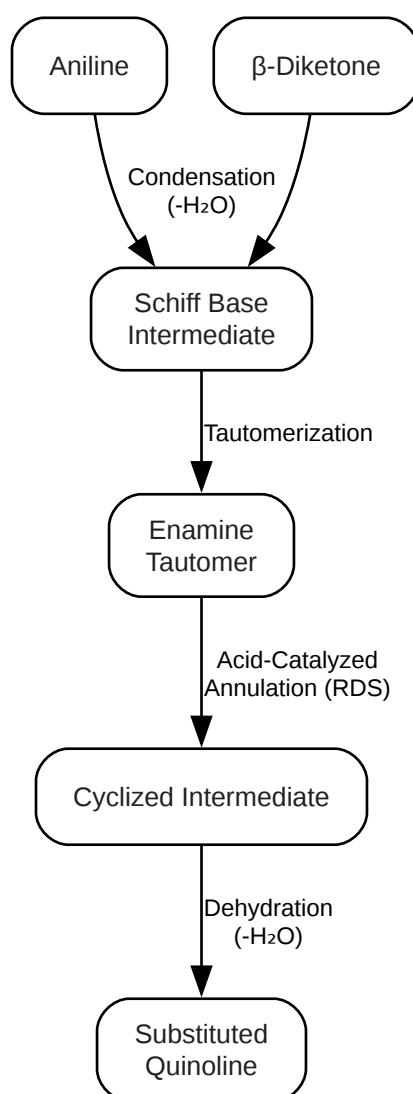 Aniline
β-Diketone
Condensation
(-H₂O)
Schiff Base
Intermediate
Tautomerization
Enamine
Tautomer
Acid-Catalyzed
Annulation (RDS)
Cyclized Intermediate
Dehydration
(-H₂O)
Substituted
Quinoline